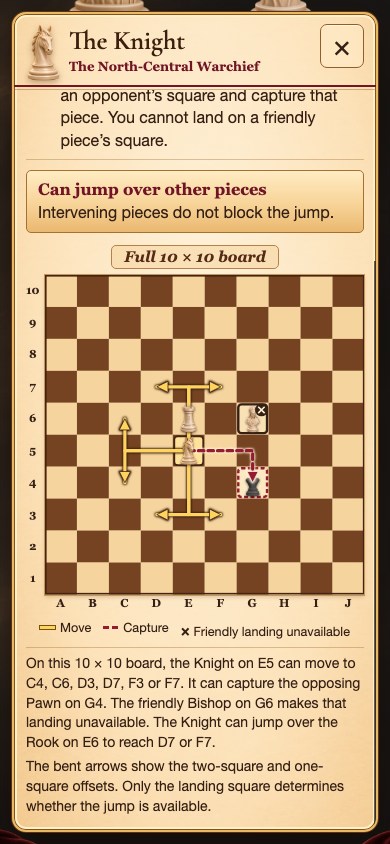 The Knight
The North-Central Warchief
an opponent's square and capture that
piece. You cannot land on a friendly
piece's square.
Can jump over other pieces
Intervening pieces do not block the jump.
Full 10 × 10 board
10
9
8
7
6
5
4
3
2
1
A B C D E F G H I J
Move Capture × Friendly landing unavailable
On this 10 × 10 board, the Knight on E5 can move to
C4, C6, D3, D7, F3 or F7. It can capture the opposing
Pawn on G4. The friendly Bishop on G6 makes that
landing unavailable. The Knight can jump over the
Rook on E6 to reach D7 or F7.
The bent arrows show the two-square and one-
square offsets. Only the landing square determines
whether the jump is available.